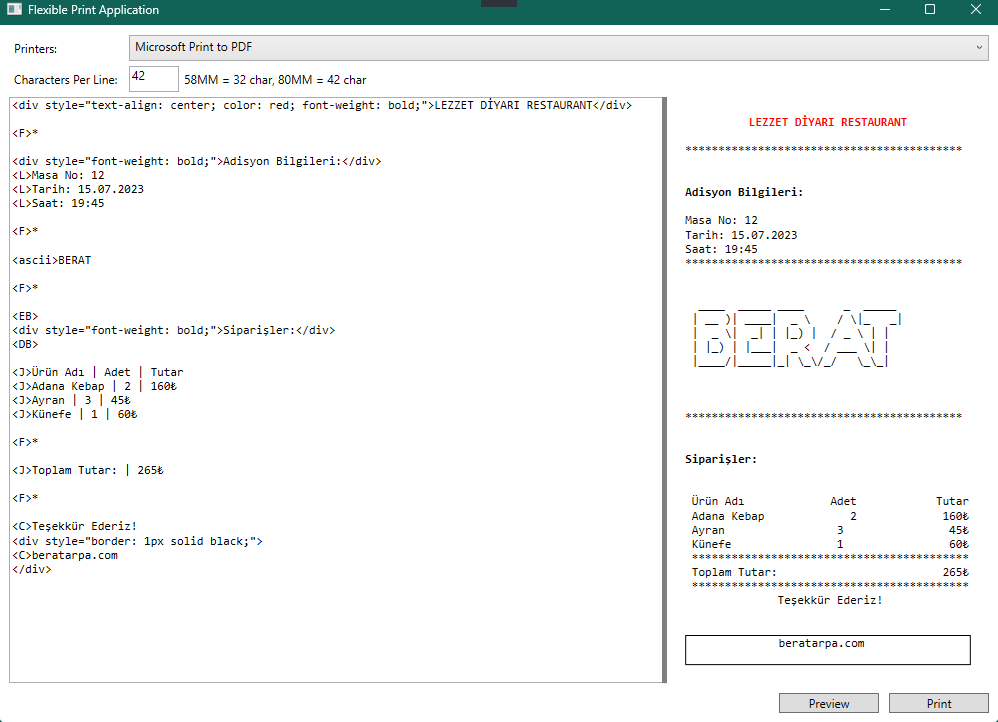 Flexible Print Application
Printers:
Microsoft Print to PDF
Characters Per Line:
42
58MM = 32 char, 80MM = 42 char
<div style="text-align: center; color: red; font-weight: bold;">LEZZET DİYARI RESTAURANT</div>
<F>*
<div style="font-weight: bold;">Adisyon Bilgileri:</div>
<L>Masa No: 12
<L>Tarih: 15.07.2023
<L>Saat: 19:45
<F>*
<ascii>BERAT
<F>*
<EB>
<div style="font-weight: bold;">Siparişler:</div>
<DB>
<J>Ürün Adı | Adet | Tutar
<J>Adana Kebap | 2 | 160₺
<J>Ayran | 3 | 45₺
<J>Künefe | 1 | 60₺
<F>*
<J>Toplam Tutar: | 265₺
<F>*
<C>Teşekkür Ederiz!
<div style="border: 1px solid black;">
<C>beratarpa.com
</div>
LEZZET DİYARI RESTAURANT
******************************************
Adisyon Bilgileri:
Masa No: 12
Tarih: 15.07.2023
Saat: 19:45
******************************************
BERAT
******************************************
Siparişler:
Ürün Adı Adet Tutar
Adana Kebap 2 160₺
Ayran 3 45₺
Künefe 1 60₺
******************************************
Toplam Tutar: 265₺
******************************************
Teşekkür Ederiz!
beratarpa.com
Preview
Print